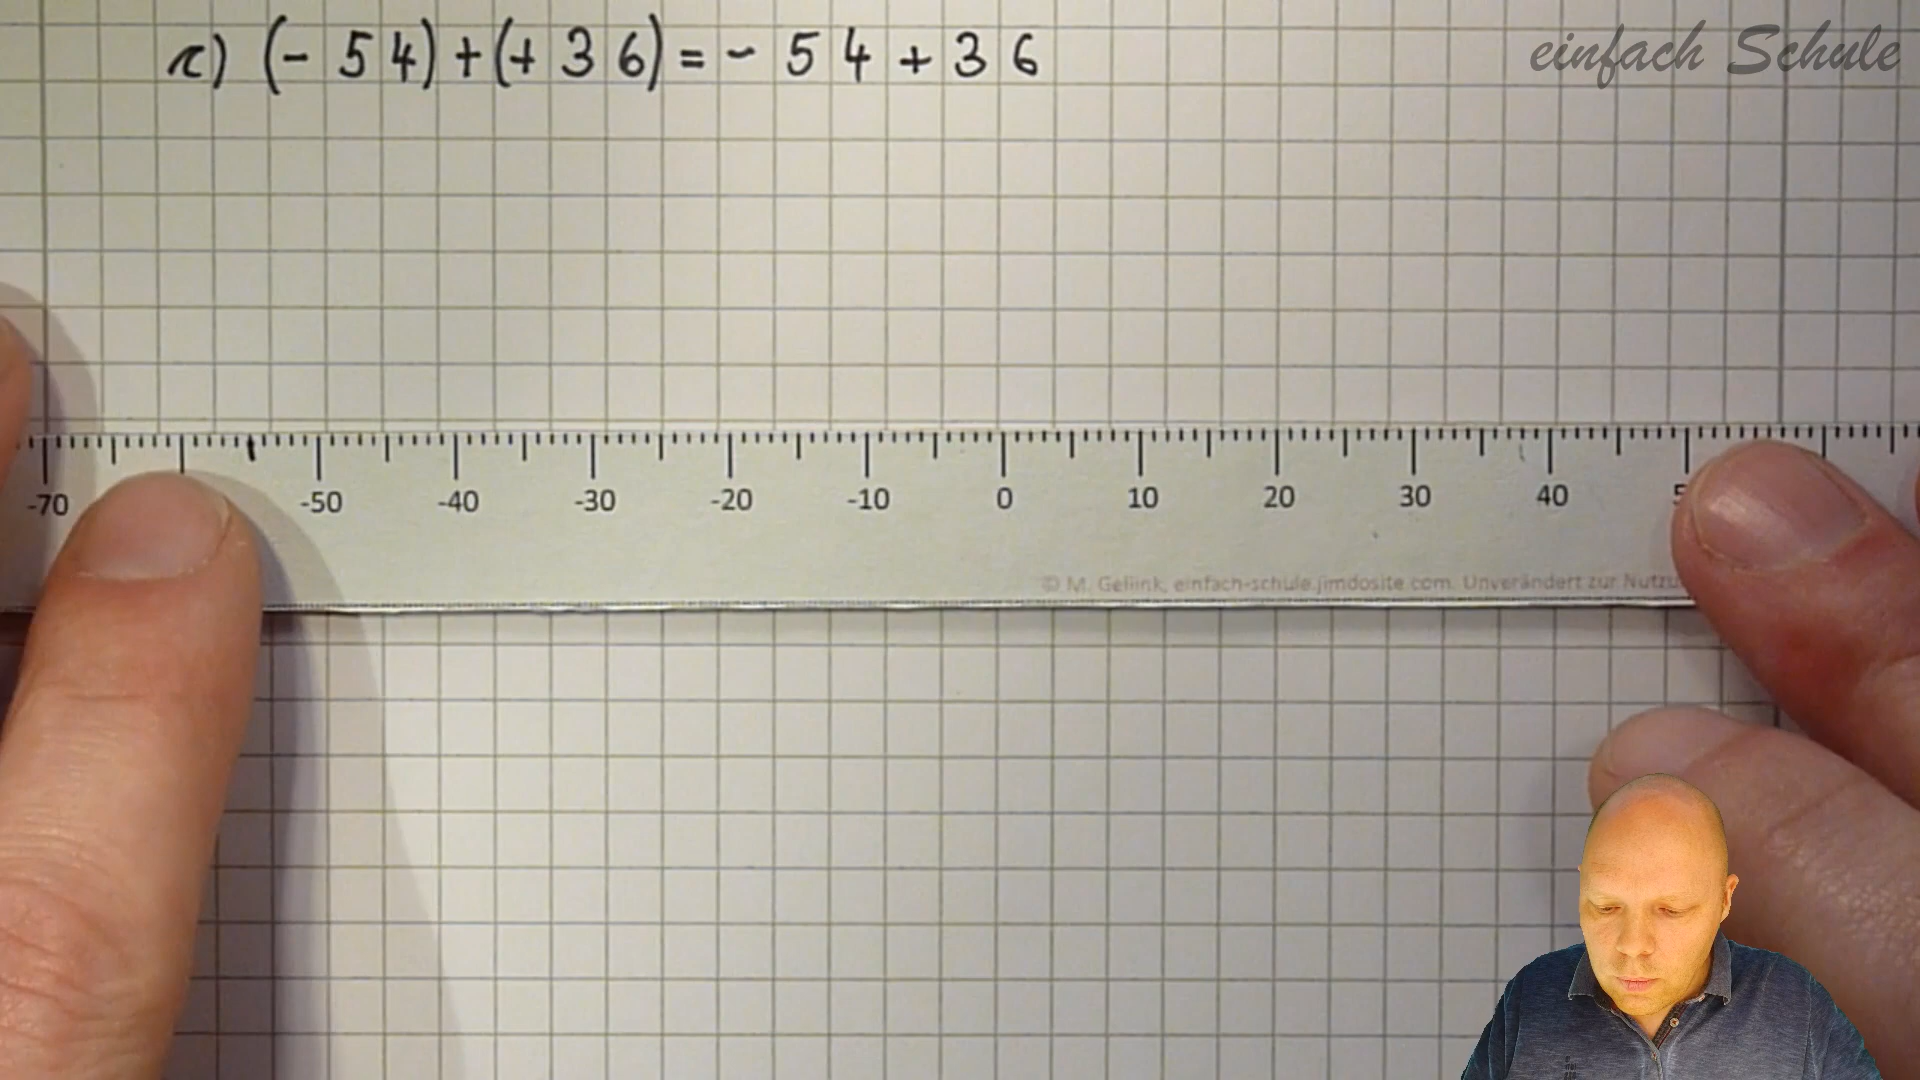 c) (- 54) + (+ 36) = - 54 + 36
einfach Schule
-70 -50 -40 -30 -20 -10 0 10 20 30 40
© M. Gellink, einfach-schule.jimdosite.com. Unverändert zur